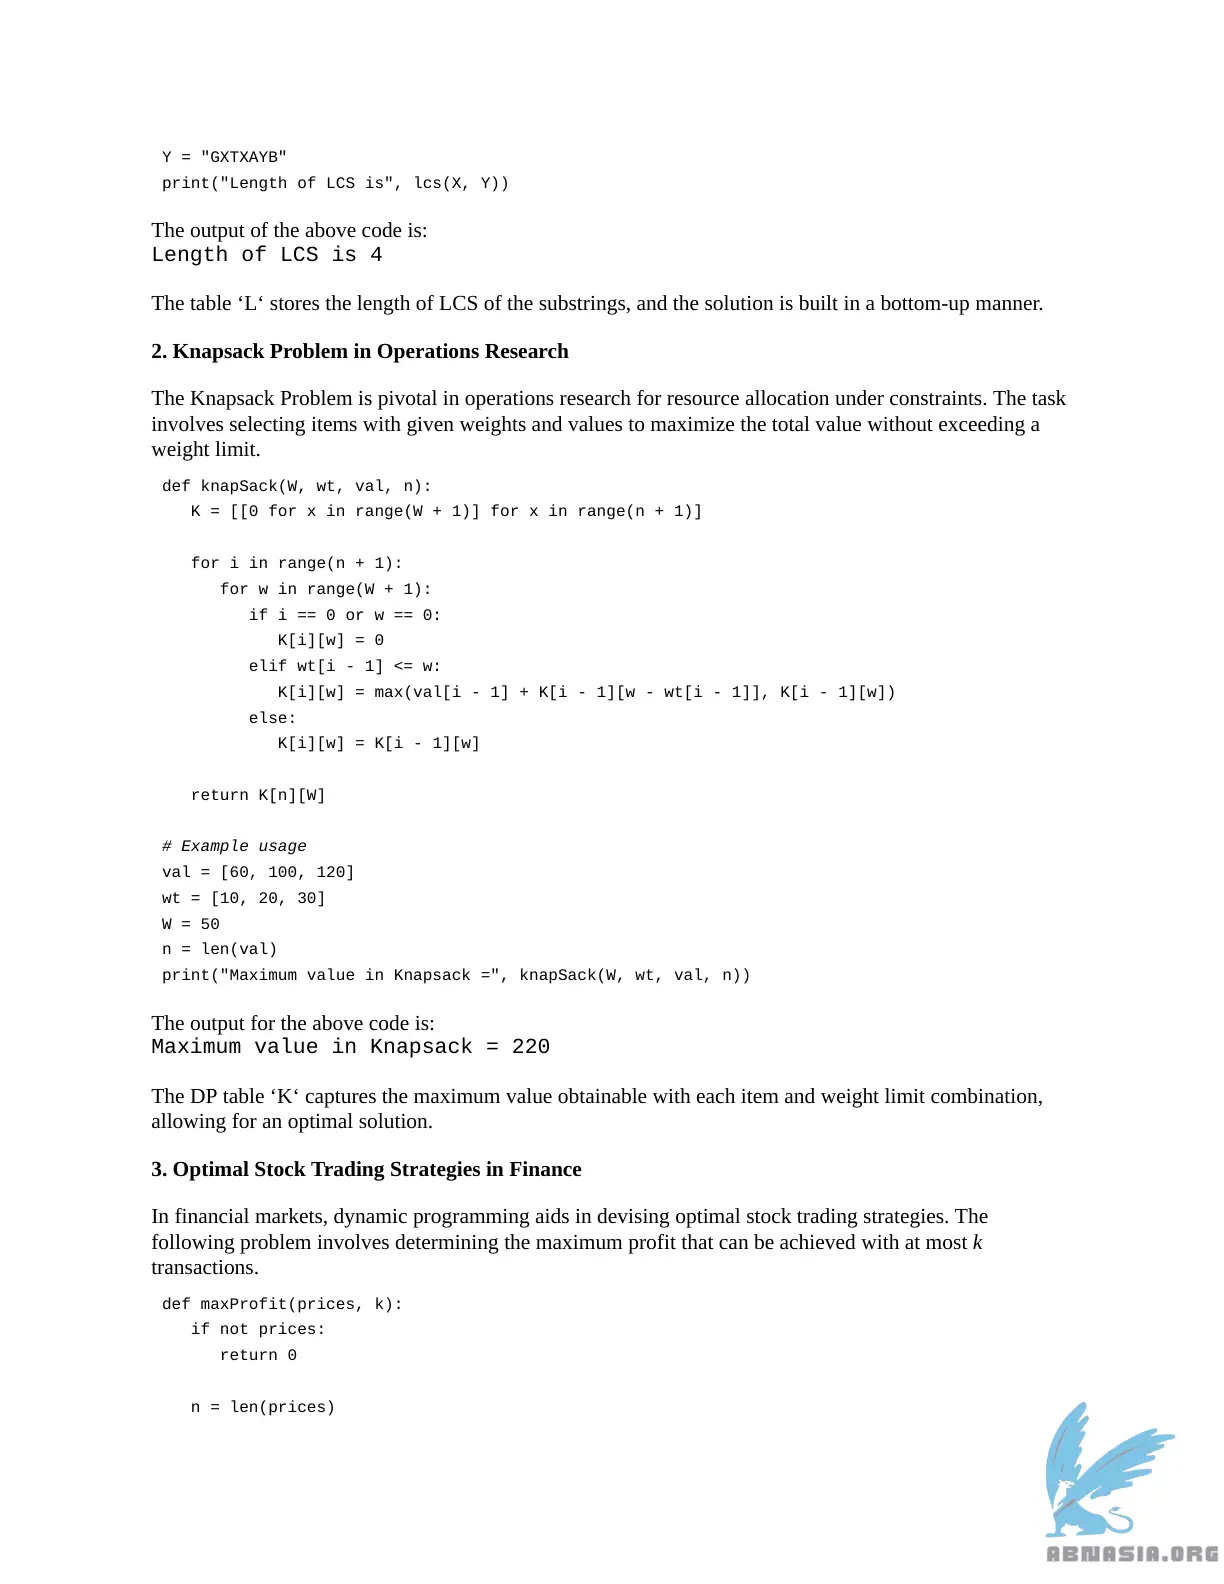 Y = "GXTXAYB"
print("Length of LCS is", lcs(X, Y))
The output of the above code is:
Length of LCS is 4
The table ‘L‘ stores the length of LCS of the substrings, and the solution is built in a bottom-up manner.
2. Knapsack Problem in Operations Research
The Knapsack Problem is pivotal in operations research for resource allocation under constraints. The task
involves selecting items with given weights and values to maximize the total value without exceeding a
weight limit.
def knapSack(W, wt, val, n):
   K = [[0 for x in range(W + 1)] for x in range(n + 1)]
   for i in range(n + 1):
      for w in range(W + 1):
         if i == 0 or w == 0:
            K[i][w] = 0
         elif wt[i - 1] <= w:
            K[i][w] = max(val[i - 1] + K[i - 1][w - wt[i - 1]], K[i - 1][w])
         else:
            K[i][w] = K[i - 1][w]
   return K[n][W]
# Example usage
val = [60, 100, 120]
wt = [10, 20, 30]
W = 50
n = len(val)
print("Maximum value in Knapsack =", knapSack(W, wt, val, n))
The output for the above code is:
Maximum value in Knapsack = 220
The DP table ‘K‘ captures the maximum value obtainable with each item and weight limit combination,
allowing for an optimal solution.
3. Optimal Stock Trading Strategies in Finance
In financial markets, dynamic programming aids in devising optimal stock trading strategies. The
following problem involves determining the maximum profit that can be achieved with at most k
transactions.
def maxProfit(prices, k):
   if not prices:
      return 0
   n = len(prices)
ABNASIA.ORG